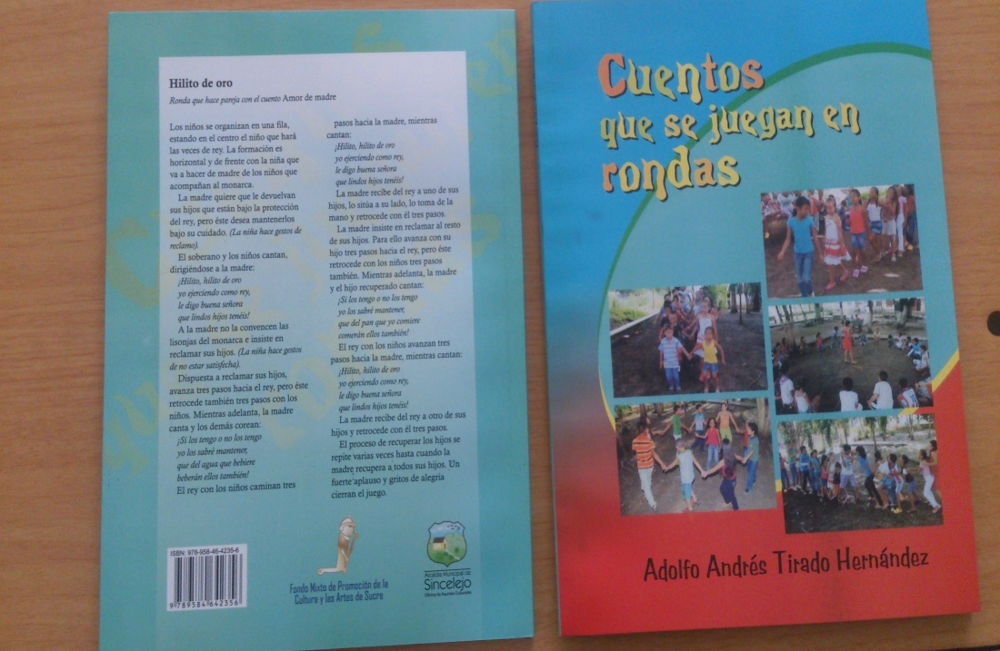 Hilito de oro
Ronda que hace pareja con el cuento Amor de madre
Los niños se organizan en una fila,
estando en el centro el niño que hará
las veces de rey. La formación es
horizontal y de frente con la niña que
va a hacer de madre de los niños que
acompañan al monarca.
La madre quiere que le devuelvan
sus hijos que están bajo la protección
del rey, pero éste desea mantenerlos
bajo su cuidado. (La niña hace gestos de
reclamo).
El soberano y los niños cantan,
dirigiéndose a la madre:
¡Hilito, hilito de oro
yo ejerciendo como rey,
le digo buena señora
que lindos hijos tenéis!
A la madre no la convencen las
lisonjas del monarca e insiste en
reclamar sus hijos. (La niña hace gestos
de no estar satisfecha).
Dispuesta a reclamar sus hijos,
avanza tres pasos hacia el rey, pero éste
retrocede también tres pasos con los
niños. Mientras adelanta, la madre
canta y los demás corean:
¡Si los tengo o no los tengo
yo los sabré mantener,
que del agua que bebiere
beberán ellos también!
El rey con los niños caminan tres
pasos hacia la madre, mientras
cantan:
¡Hilito, hilito de oro
yo ejerciendo como rey,
le digo buena señora
que lindos hijos tenéis!
La madre recibe del rey a uno de sus
hijos, lo sitúa a su lado, lo toma de la
mano y retrocede con él tres pasos.
La madre insiste en reclamar al resto
de sus hijos. Para ello avanza con su
hijo tres pasos hacia el rey, pero éste
retrocede con los niños tres pasos
también. Mientras adelanta, la madre
y el hijo recuperado cantan:
¡Si los tengo o no los tengo
yo los sabré mantener,
que del pan que yo comiere
comerán ellos también!
El rey con los niños avanzan tres
pasos hacia la madre, mientras cantan:
¡Hilito, hilito de oro
yo ejerciendo como rey,
le digo buena señora
que lindos hijos tenéis!
La madre recibe del rey a otro de sus
hijos y retrocede con él tres pasos.
El proceso de recuperar los hijos se
repite varias veces hasta cuando la
madre recupera a todos sus hijos. Un
fuerte aplauso y gritos de alegría
cierran el juego.
ISBN: 978-958-46-4235-6
9 789584 642356
Fondo Mixto de Promoción de la
Cultura y las Artes de Sucre
Alcaldía Municipal de
Sincelejo
Cuentos
que se juegan en
rondas
Adolfo Andrés Tirado Hernández